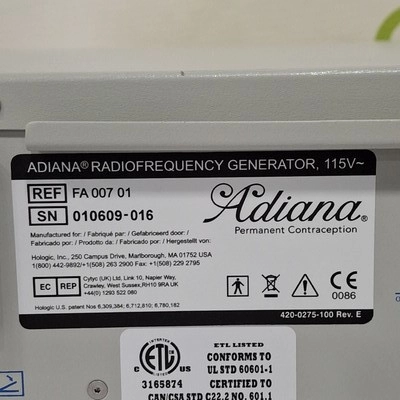 ADIANA® RADIOFREQUENCY GENERATOR, 115V~
REF FA 007 01
SN 010609-016
Adiana®
Permanent Contraception
Manufactured for: / Fabriqué par: / Gefabriceerd door: /
Fabricado por: / Prodotto da: / Fabricado por: / Hergestellt von:
Hologic, Inc., 250 Campus Drive, Marlborough, MA 01752 USA
1(800) 442-9892/+1(508) 263 2900 Fax: +1(508) 229 2795
EC REP Cytyc (UK) Ltd, Link 10, Napier Way,
Crawley, West Sussex, RH10 9RA UK
+44(0) 1293 522 080
0086
Hologic U.S. patent Nos 6,309,384; 6,712,810; 6,780,182
420-0275-100 Rev. E
ETL LISTED
CONFORMS TO
UL STD 60601-1
CERTIFIED TO
CAN/CSA STD C22.2 NO. 601.1
ETL
3165874